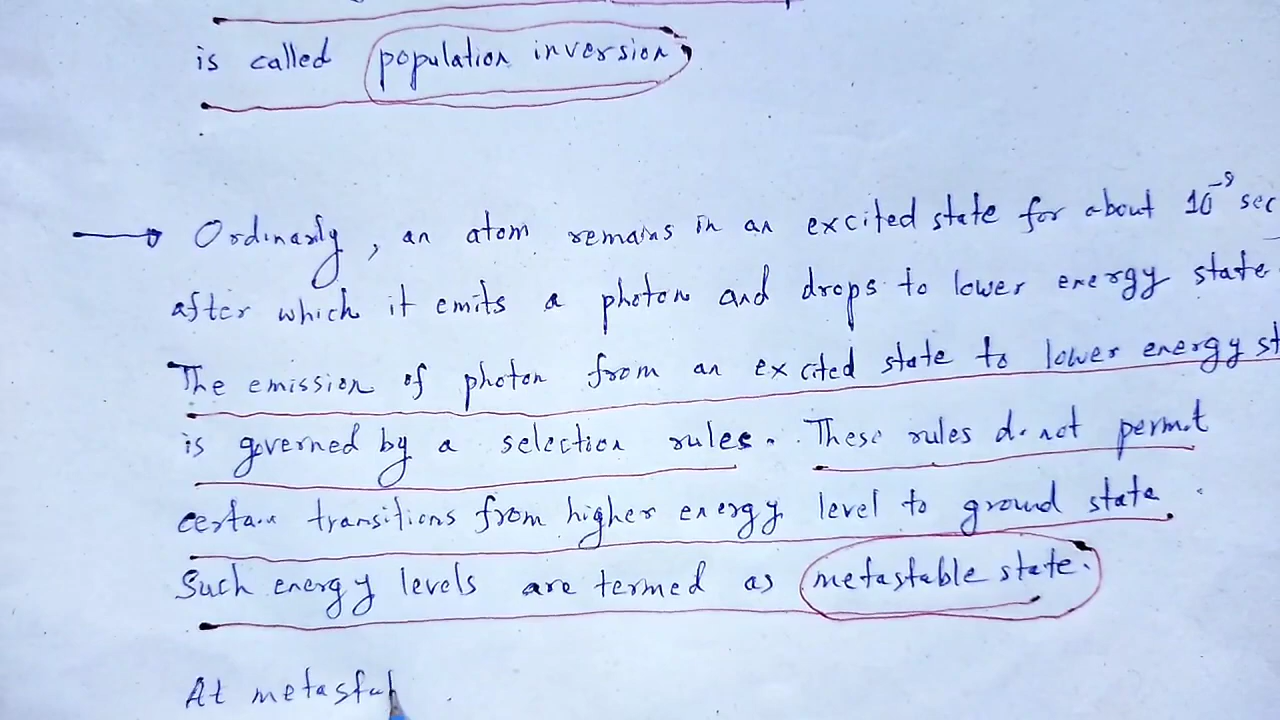 is called population inversion
→ Ordinarily, an atom remains in an excited state for about 10⁻⁹ sec
after which it emits a photon and drops to lower energy state
The emission of photon from an excited state to lower energy st
is governed by a selection rules. These rules do not permit
certain transitions from higher energy level to ground state.
Such energy levels are termed as metastable state.
At metastab